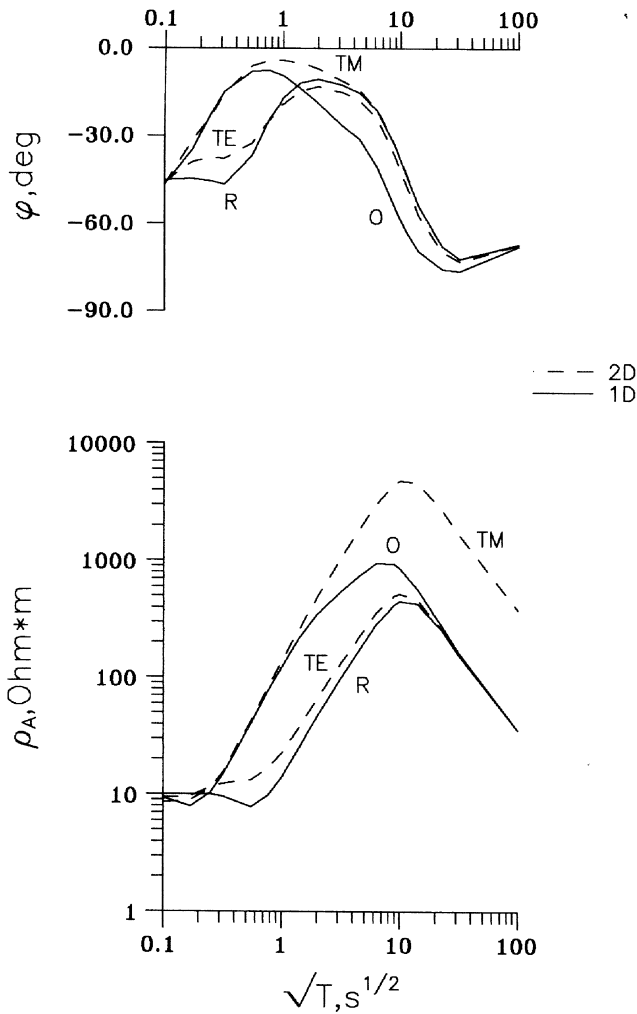 0.1 1 10 100
0.0
−30.0
−60.0
−90.0
φ,deg
TM
TE
R
O
2D
1D
10000
1000
100
10
1
ρA,Ohm*m
O
TM
TE
R
0.1 1 10 100
√T,s1/2